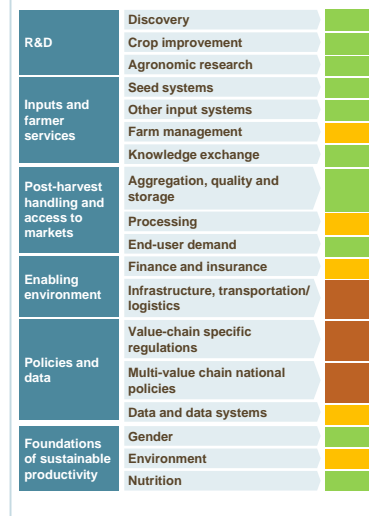 R&D
Discovery
Crop improvement
Agronomic research
Inputs and
farmer
services
Seed systems
Other input systems
Farm management
Knowledge exchange
Post-harvest
handling and
access to
markets
Aggregation, quality and
storage
Processing
End-user demand
Enabling
environment
Finance and insurance
Infrastructure, transportation/
logistics
Policies and
data
Value-chain specific
regulations
Multi-value chain national
policies
Data and data systems
Foundations
of sustainable
productivity
Gender
Environment
Nutrition